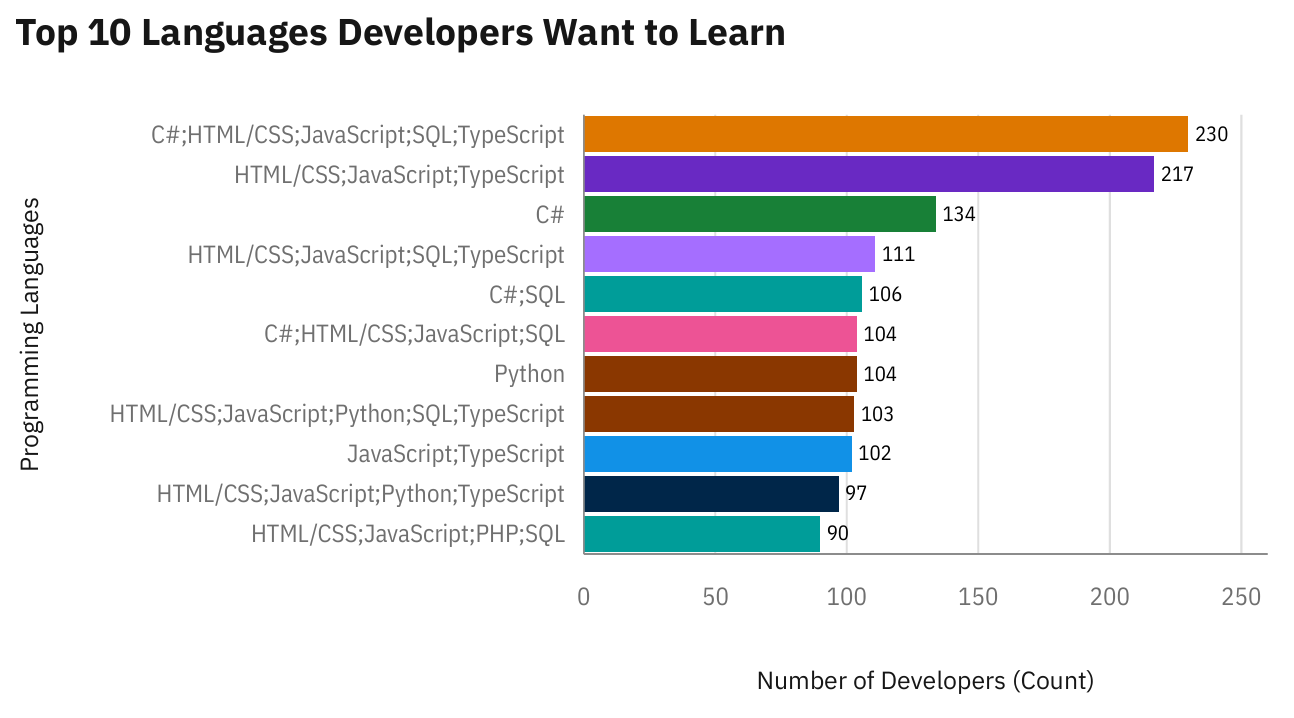 Top 10 Languages Developers Want to Learn
Programming Languages
C#;HTML/CSS;JavaScript;SQL;TypeScript 230
HTML/CSS;JavaScript;TypeScript 217
C# 134
HTML/CSS;JavaScript;SQL;TypeScript 111
C#;SQL 106
C#;HTML/CSS;JavaScript;SQL 104
Python 104
HTML/CSS;JavaScript;Python;SQL;TypeScript 103
JavaScript;TypeScript 102
HTML/CSS;JavaScript;Python;TypeScript 97
HTML/CSS;JavaScript;PHP;SQL 90
0 50 100 150 200 250
Number of Developers (Count)